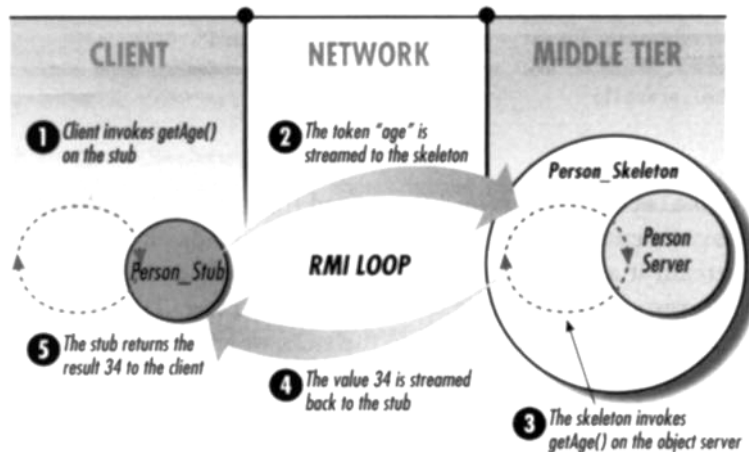 CLIENT
NETWORK
MIDDLE TIER
1 Client invokes getAge()
on the stub
2 The token "age" is
streamed to the skeleton
Person_Skeleton
Person
Server
Person_Stub
RMI LOOP
5 The stub returns the
result 34 to the client
4 The value 34 is streamed
back to the stub
3 The skeleton invokes
getAge() on the object server